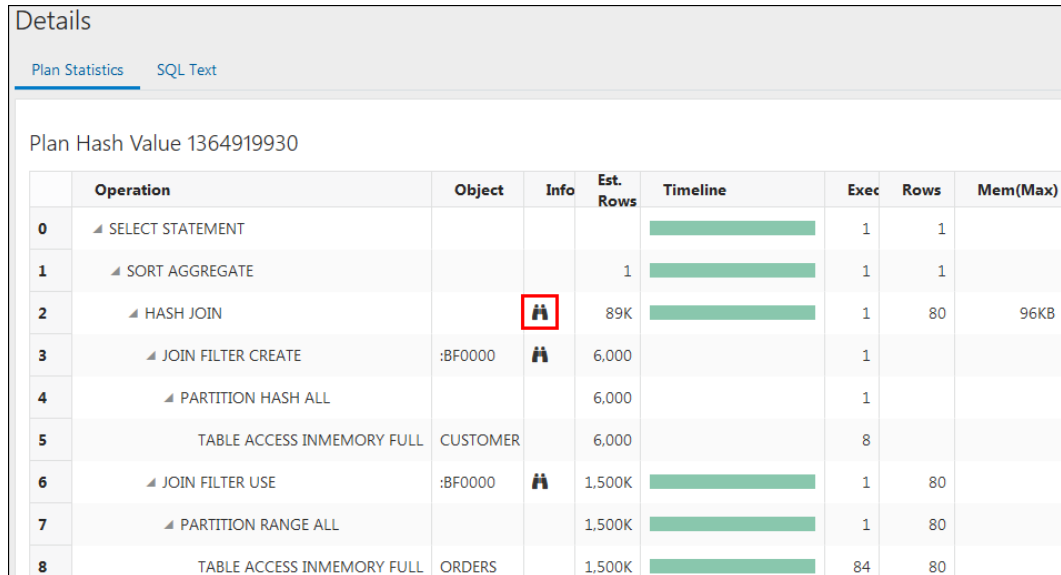 Details
Plan Statistics SQL Text
Plan Hash Value 1364919930
Operation Object Info Est. Rows Timeline Exec Rows Mem(Max)
0 SELECT STATEMENT 1 1
1 SORT AGGREGATE 1 1 1
2 HASH JOIN 89K 1 80 96KB
3 JOIN FILTER CREATE :BF0000 6,000 1
4 PARTITION HASH ALL 6,000 1
5 TABLE ACCESS INMEMORY FULL CUSTOMER 6,000 8
6 JOIN FILTER USE :BF0000 1,500K 1 80
7 PARTITION RANGE ALL 1,500K 1 80
8 TABLE ACCESS INMEMORY FULL ORDERS 1,500K 84 80